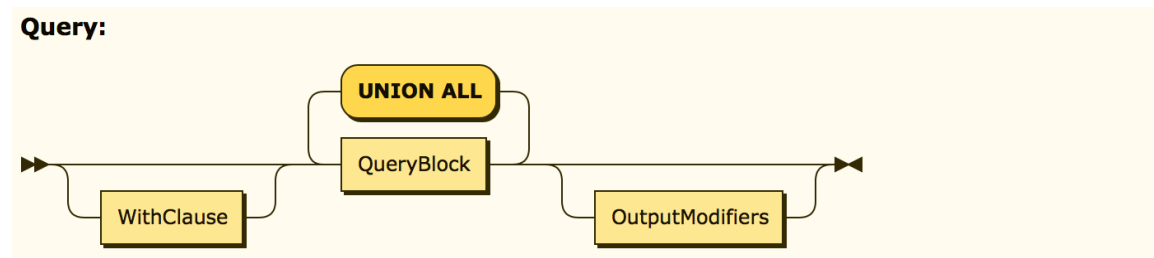 Query:
UNION ALL
QueryBlock
WithClause
OutputModifiers